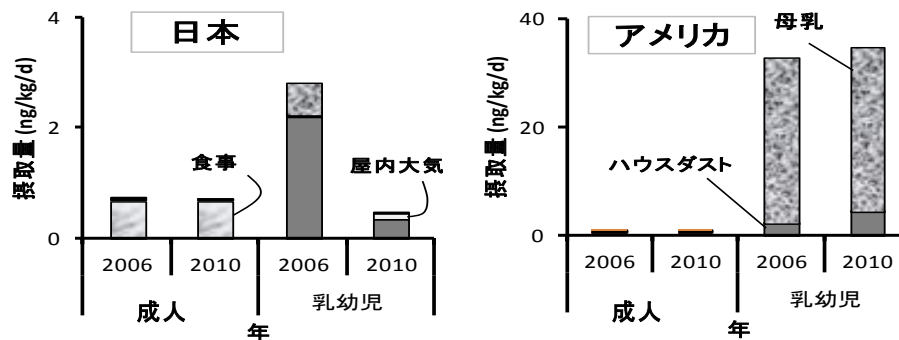 日本
摂取量 (ng/kg/d)
4
2
0
食事
屋内大気
2006 2010 2006 2010
成人 乳幼児
年
アメリカ
摂取量 (ng/kg/d)
40
20
0
母乳
ハウスダスト
2006 2010 2006 2010
成人 乳幼児
年